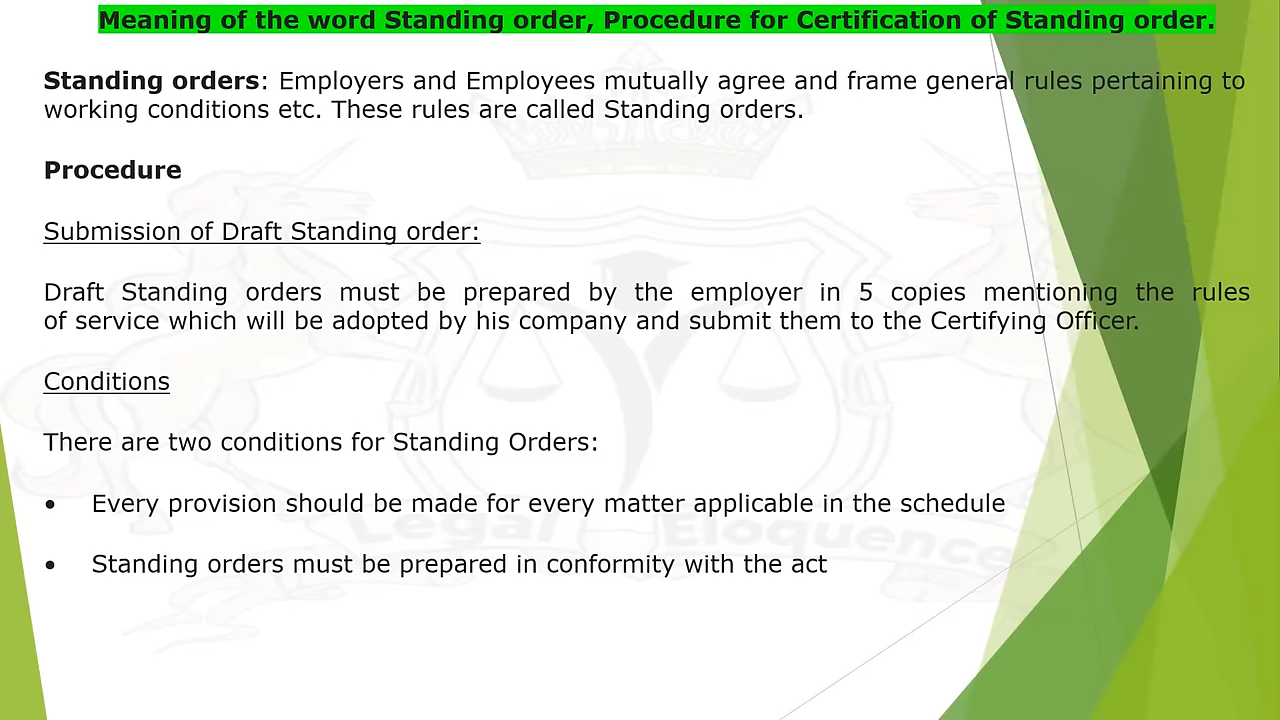 Meaning of the word Standing order, Procedure for Certification of Standing order.
Standing orders: Employers and Employees mutually agree and frame general rules pertaining to
working conditions etc. These rules are called Standing orders.
Procedure
Submission of Draft Standing order:
Draft Standing orders must be prepared by the employer in 5 copies mentioning the rules
of service which will be adopted by his company and submit them to the Certifying Officer.
Conditions
There are two conditions for Standing Orders:
• Every provision should be made for every matter applicable in the schedule
• Standing orders must be prepared in conformity with the act
Legal Eloquence